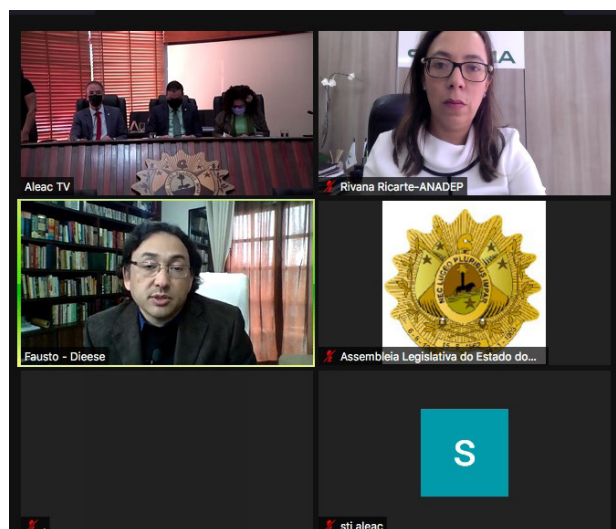 Aleac TV
Rivana Ricarte-ANADEP
Fausto - Dieese
NEC LUCEO PLURIBUS IMPAR
Assembleia Legislativa do Estado do...
S
sti aleac